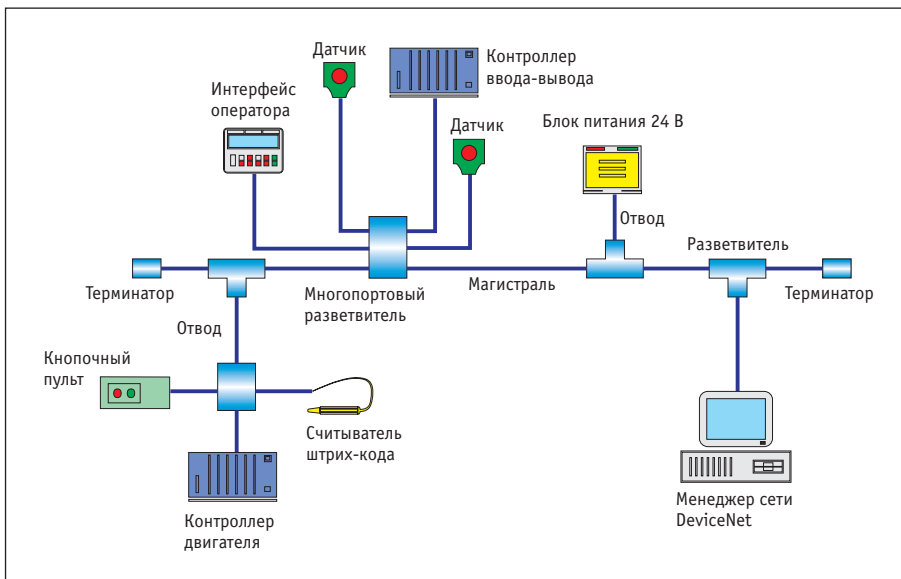 Датчик
Контроллер
ввода-вывода
Интерфейс
оператора
Датчик
Блок питания 24 В
Отвод
Разветвитель
Терминатор
Многопортовый
разветвитель
Магистраль
Терминатор
Отвод
Кнопочный
пульт
Считыватель
штрих-кода
Контроллер
двигателя
Менеджер сети
DeviceNet